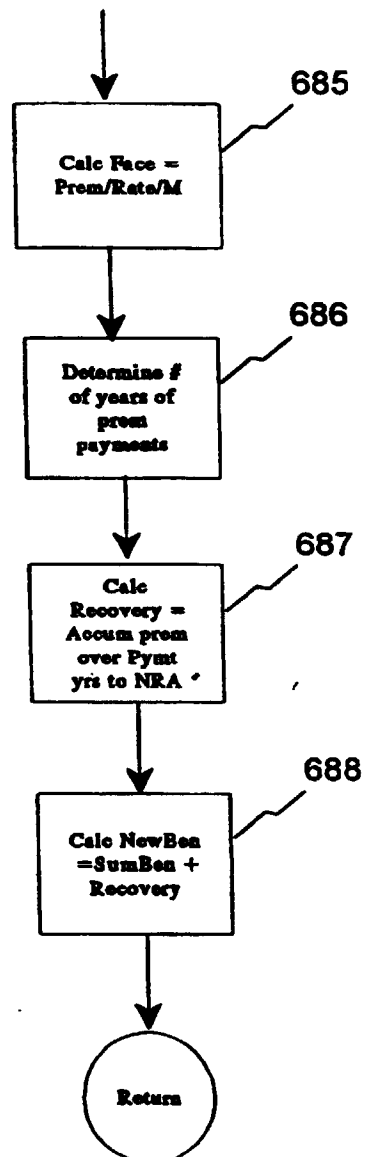 685
Calc Face =
Prem/Rate/M
686
Determine #
of years of
prem
payments
687
Calc
Recovery =
Accum prem
over Pymt
yrs to NRA
688
Calc NewBen
=SumBen +
Recovery
Return